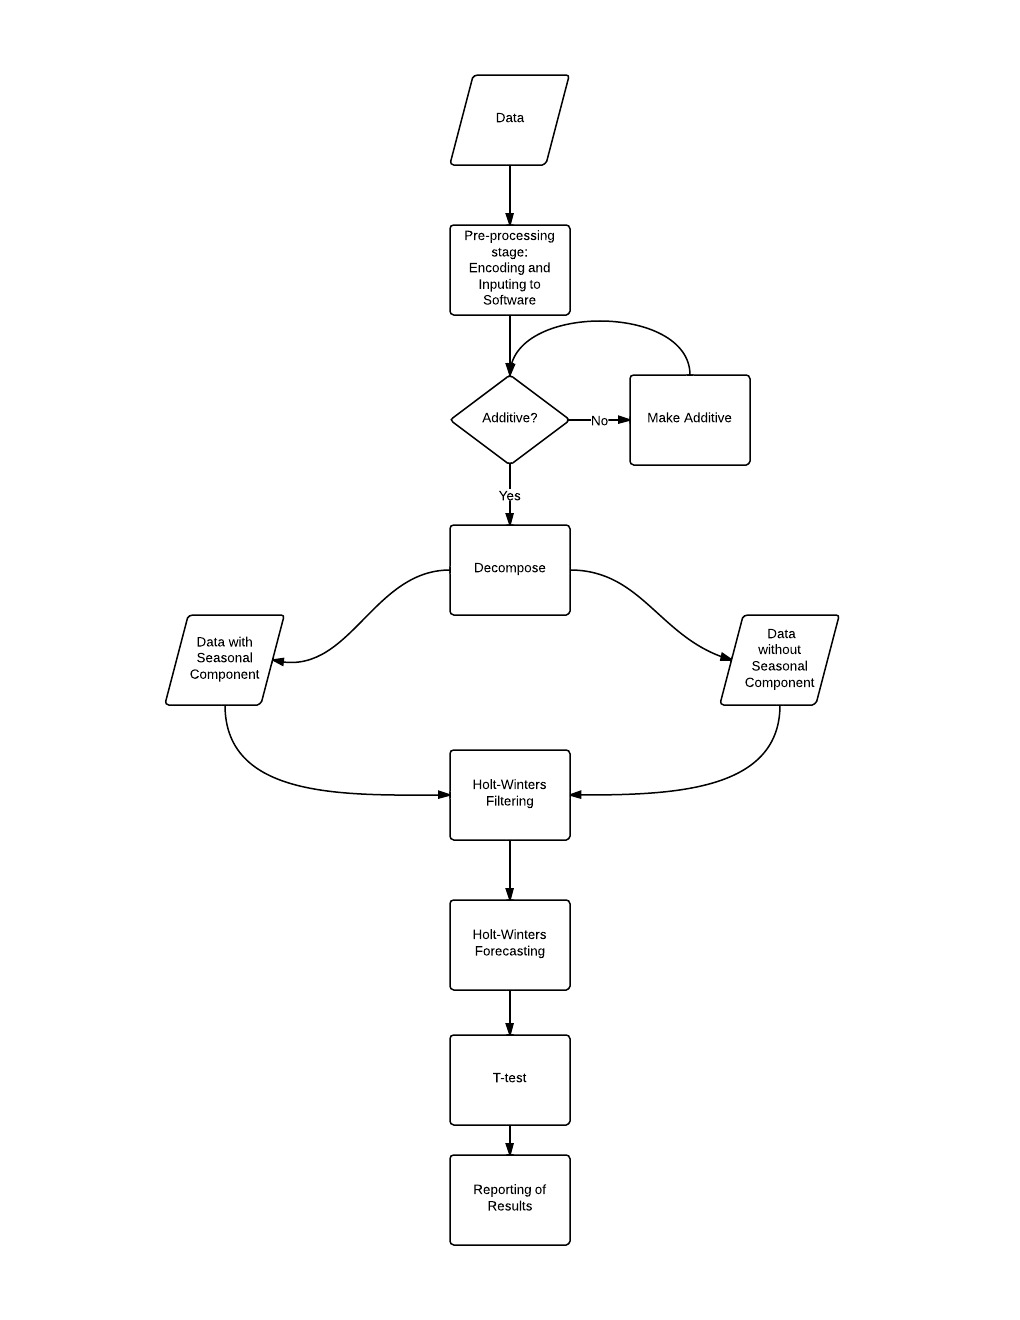 Data
Pre-processing
stage:
Encoding and
Inputing to
Software
Additive?
No
Make Additive
Yes
Decompose
Data with
Seasonal
Component
Data
without
Seasonal
Component
Holt-Winters
Filtering
Holt-Winters
Forecasting
T-test
Reporting of
Results